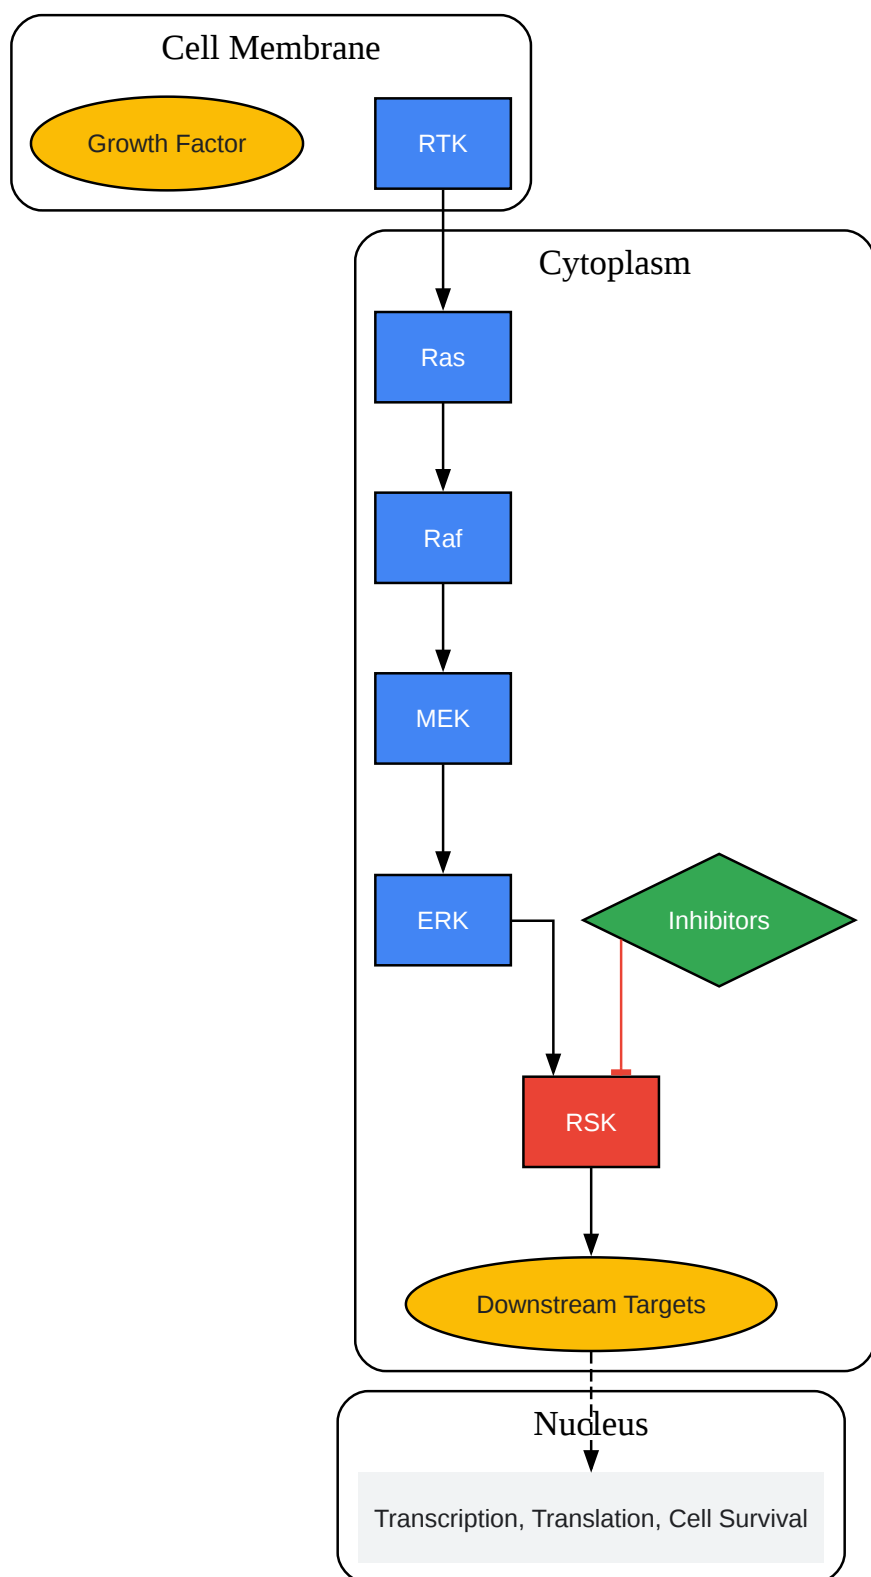 Cell Membrane
Growth Factor
RTK
Cytoplasm
Ras
Raf
MEK
ERK
Inhibitors
RSK
Downstream Targets
Nucleus
Transcription, Translation, Cell Survival